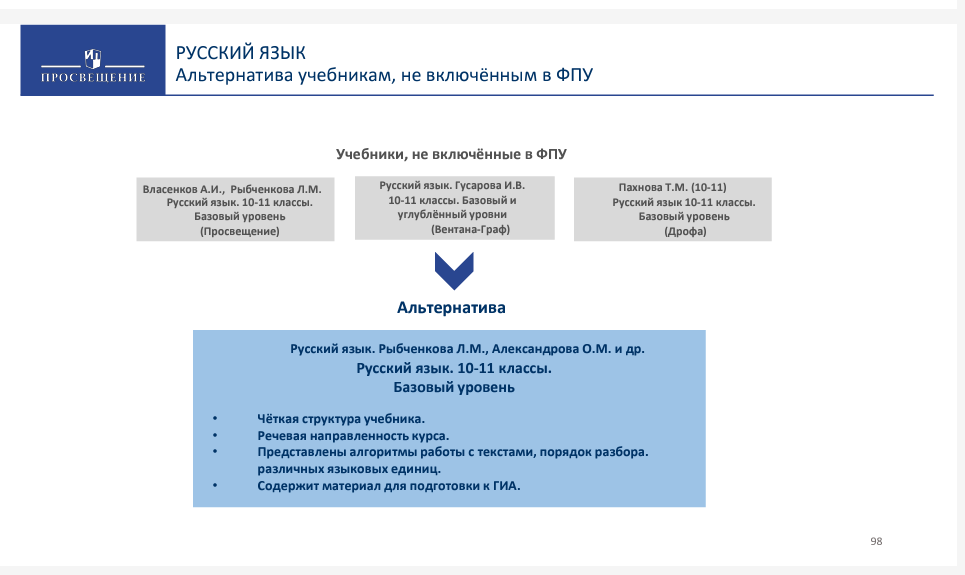 ПРОСВЕЩЕНИЕ
РУССКИЙ ЯЗЫК
Альтернатива учебникам, не включённым в ФПУ
Учебники, не включённые в ФПУ
Власенков А.И., Рыбченкова Л.М.
Русский язык. 10-11 классы.
Базовый уровень
(Просвещение)
Русский язык. Гусарова И.В.
10-11 классы. Базовый и
углублённый уровни
(Вентана-Граф)
Пахнова Т.М. (10-11)
Русский язык 10-11 классы.
Базовый уровень
(Дрофа)
Альтернатива
Русский язык. Рыбченкова Л.М., Александрова О.М. и др.
Русский язык. 10-11 классы.
Базовый уровень
• Чёткая структура учебника.
• Речевая направленность курса.
• Представлены алгоритмы работы с текстами, порядок разбора.
различных языковых единиц.
• Содержит материал для подготовки к ГИА.
98